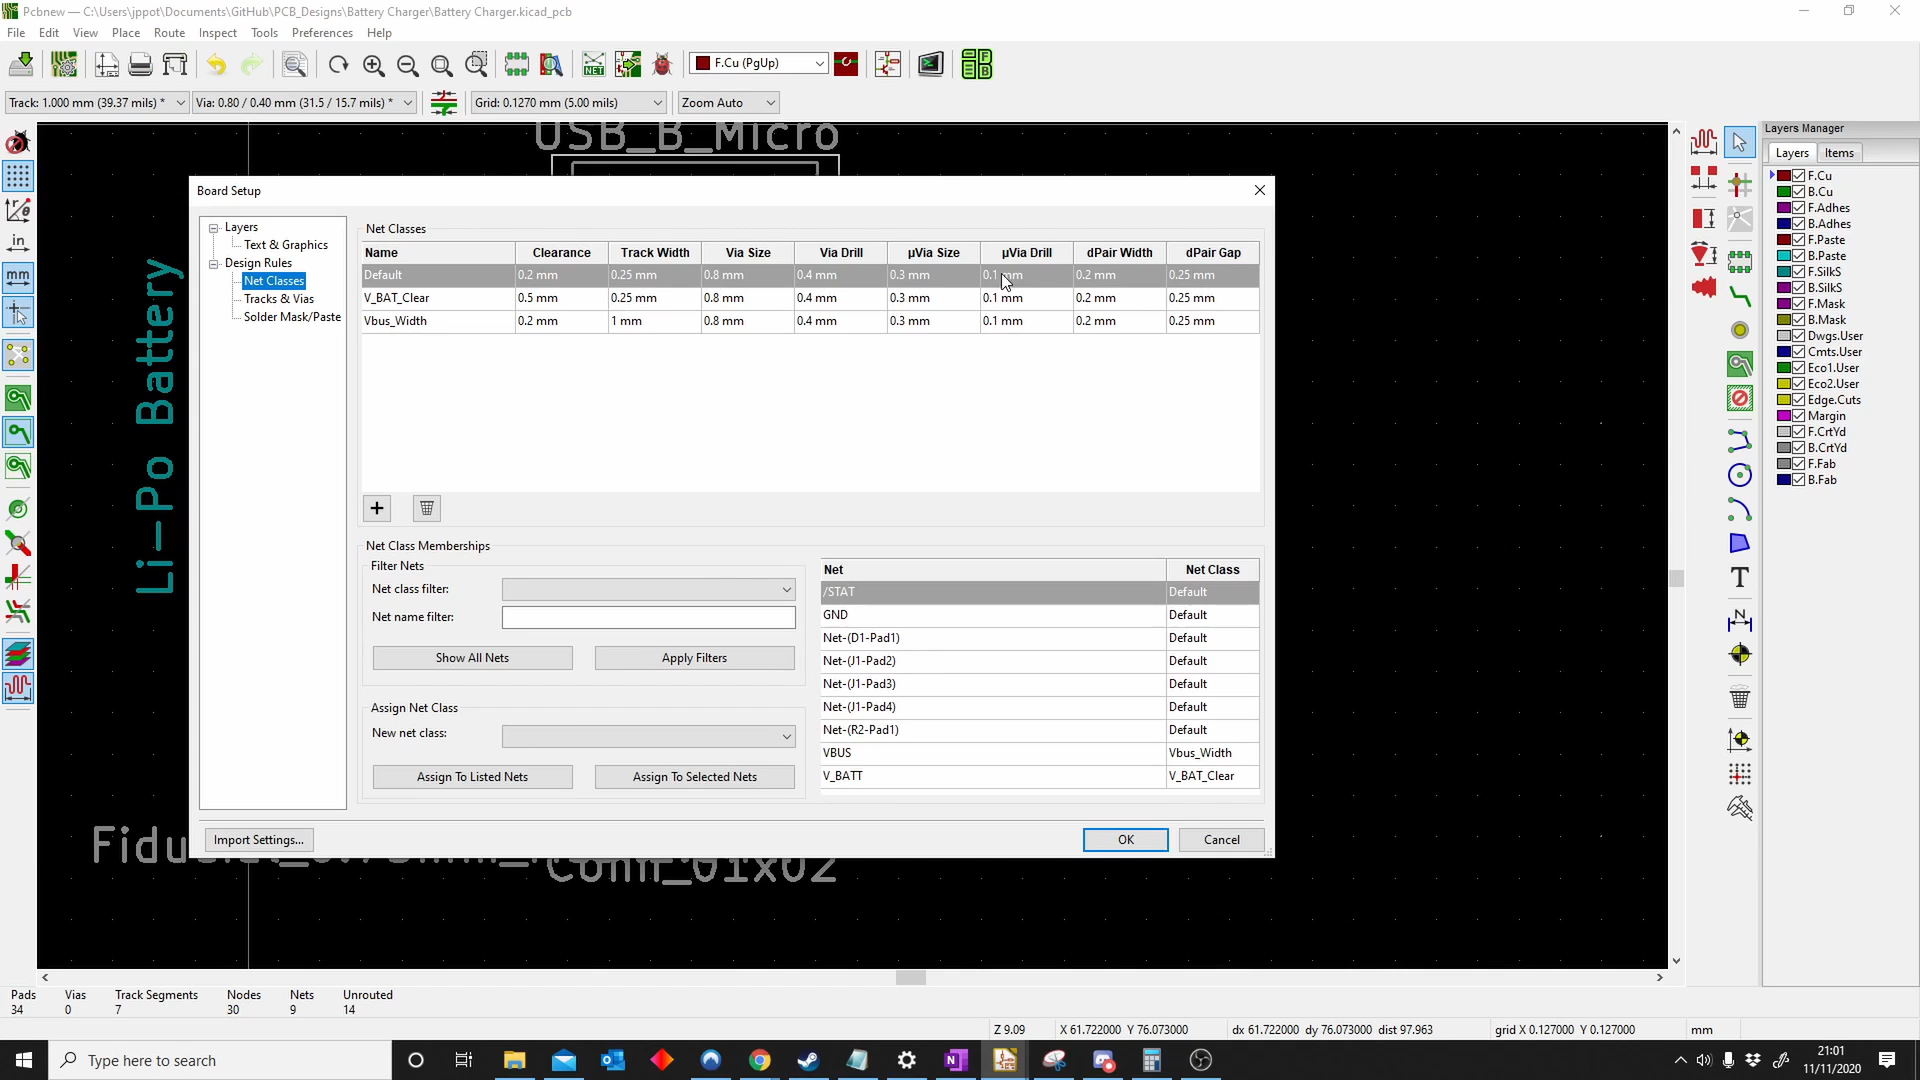 Pcbnew — C:\Users\jppot\Documents\GitHub\PCB_Designs\Battery Charger\Battery Charger.kicad_pcb
File Edit View Place Route Inspect Tools Preferences Help
NET
F.Cu (PgUp)
Track: 1.000 mm (39.37 mils) * Via: 0.80 / 0.40 mm (31.5 / 15.7 mils) * Grid: 0.1270 mm (5.00 mils) Zoom Auto
in
mm
USB_B_Micro
Li-Po Battery
Conn_01x02
Board Setup
Layers
Text & Graphics
Design Rules
Net Classes
Tracks & Vias
Solder Mask/Paste
Net Classes
Name Clearance Track Width Via Size Via Drill µVia Size µVia Drill dPair Width dPair Gap
Default 0.2 mm 0.25 mm 0.8 mm 0.4 mm 0.3 mm 0.1 mm 0.2 mm 0.25 mm
V_BAT_Clear 0.5 mm 0.25 mm 0.8 mm 0.4 mm 0.3 mm 0.1 mm 0.2 mm 0.25 mm
Vbus_Width 0.2 mm 1 mm 0.8 mm 0.4 mm 0.3 mm 0.1 mm 0.2 mm 0.25 mm
Net Class Memberships
Filter Nets
Net class filter:
Net name filter:
Show All Nets Apply Filters
Assign Net Class
New net class:
Assign To Listed Nets Assign To Selected Nets
Net Net Class
/STAT Default
GND Default
Net-(D1-Pad1) Default
Net-(J1-Pad2) Default
Net-(J1-Pad3) Default
Net-(J1-Pad4) Default
Net-(R2-Pad1) Default
VBUS Vbus_Width
V_BATT V_BAT_Clear
Import Settings... OK Cancel
Layers Manager
Layers Items
F.Cu
B.Cu
F.Adhes
B.Adhes
F.Paste
B.Paste
F.SilkS
B.SilkS
F.Mask
B.Mask
Dwgs.User
Cmts.User
Eco1.User
Eco2.User
Edge.Cuts
Margin
F.CrtYd
B.CrtYd
F.Fab
B.Fab
Pads Vias Track Segments Nodes Nets Unrouted
34 0 7 30 9 14
Z 9.09 X 61.722000 Y 76.073000 dx 61.722000 dy 76.073000 dist 97.963 grid X 0.127000 Y 0.127000 mm
Type here to search
21:01
11/11/2020